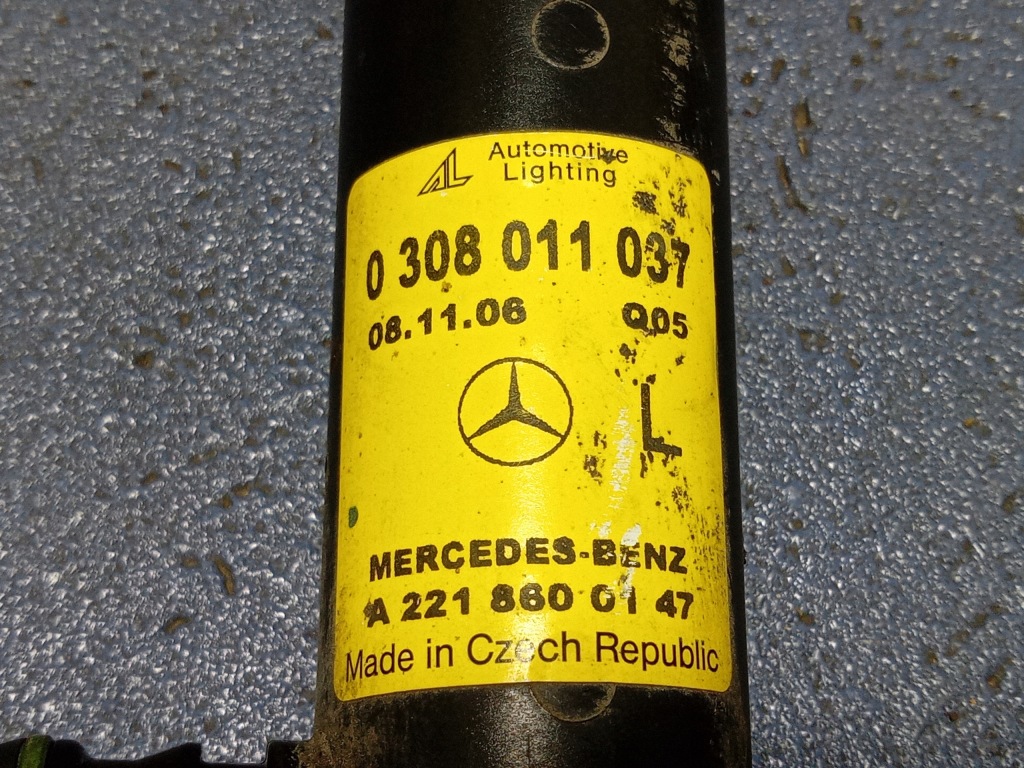 AL Automotive
Lighting
0 308 011 037
08.11.06 Q05
L
MERCEDES-BENZ
A 221 860 01 47
Made in Czech Republic